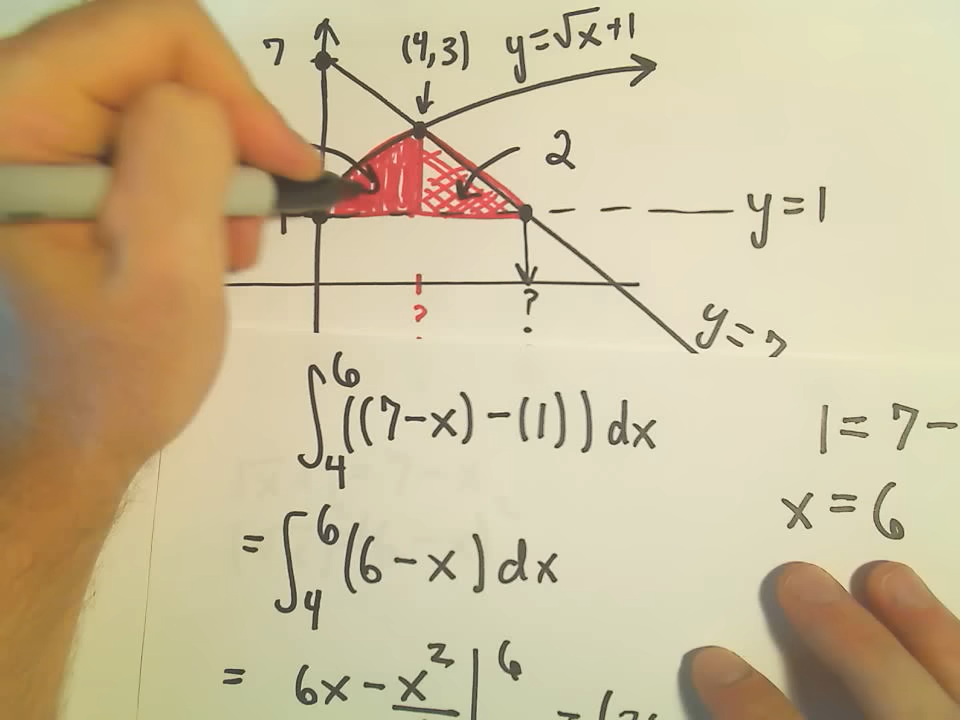 7 (4,3) y=√x+1
2
1 y=1
? ?
y=7
∫₄⁶((7-x)-(1))dx 1=7-
x=6
=∫₄⁶(6-x)dx
= 6x-x² |⁶ =(